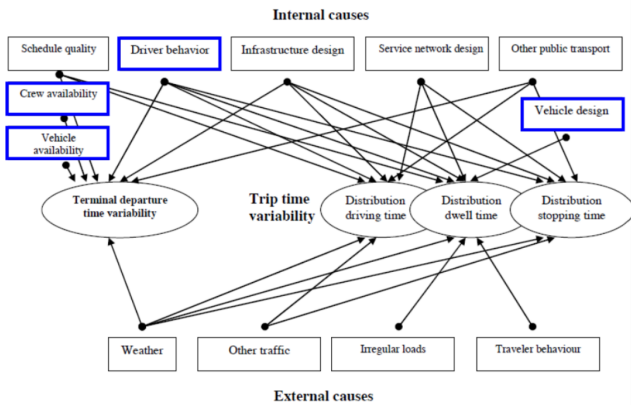 Internal causes
Schedule quality
Driver behavior
Infrastructure design
Service network design
Other public transport
Crew availability
Vehicle design
Vehicle
availability
Terminal departure
time variability
Trip time
variability
Distribution
driving time
Distribution
dwell time
Distribution
stopping time
Weather
Other traffic
Irregular loads
Traveler behaviour
External causes